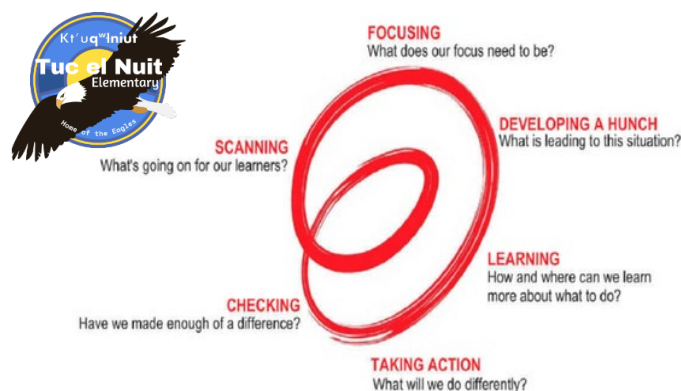 Kt̓uqʷłniut
Tuc el Nuit
Elementary
Home of the Eagles
FOCUSING
What does our focus need to be?
DEVELOPING A HUNCH
What is leading to this situation?
SCANNING
What's going on for our learners?
LEARNING
How and where can we learn
more about what to do?
CHECKING
Have we made enough of a difference?
TAKING ACTION
What will we do differently?